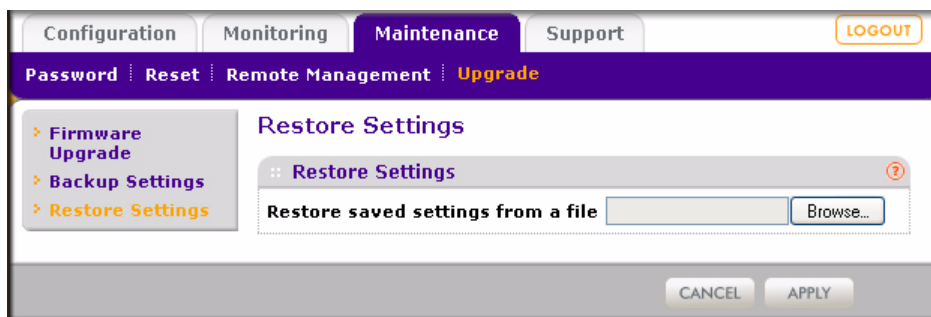 Configuration Monitoring Maintenance Support LOGOUT
Password Reset Remote Management Upgrade
Firmware
Upgrade
Backup Settings
Restore Settings
Restore Settings
Restore Settings ?
Restore saved settings from a file Browse...
CANCEL APPLY